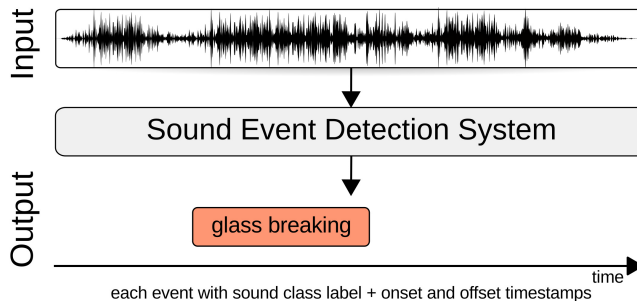 Input
Sound Event Detection System
Output
glass breaking
time
each event with sound class label + onset and offset timestamps